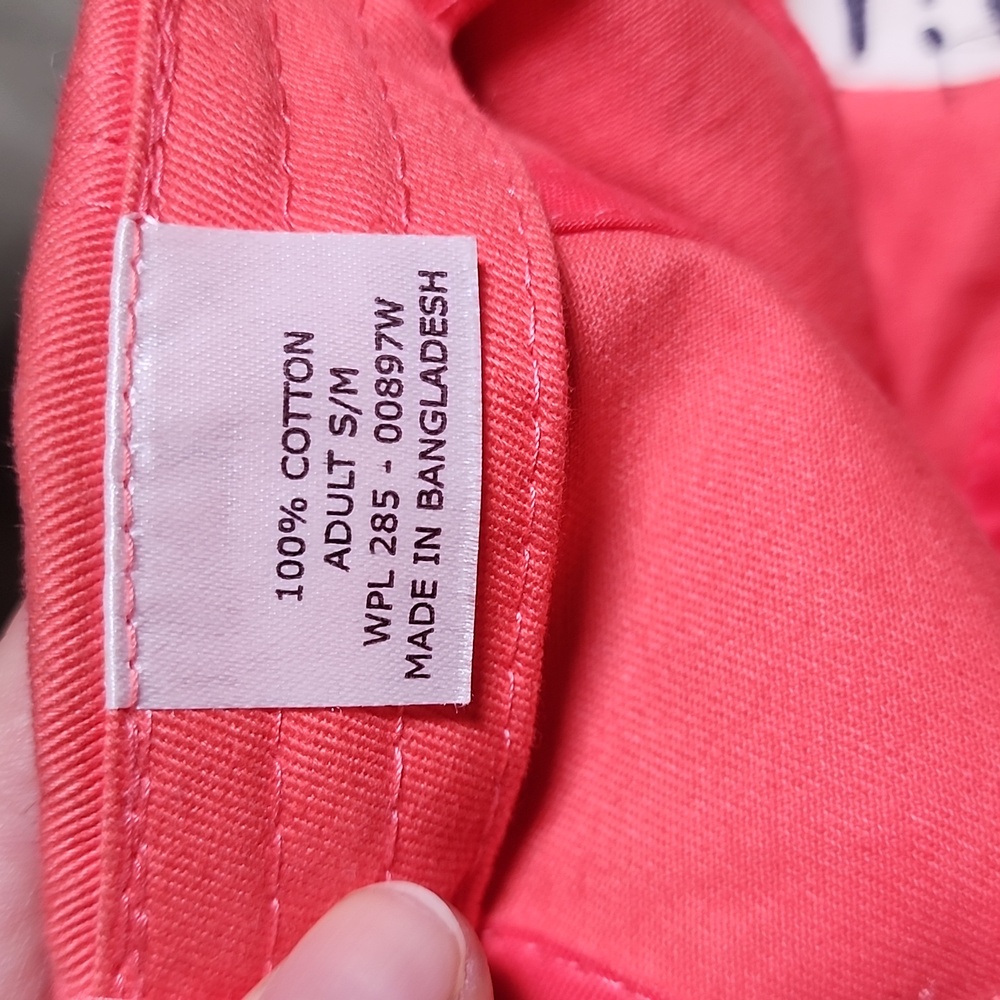 100% COTTON
ADULT S/M
WPL 285 - 00897W
MADE IN BANGLADESH